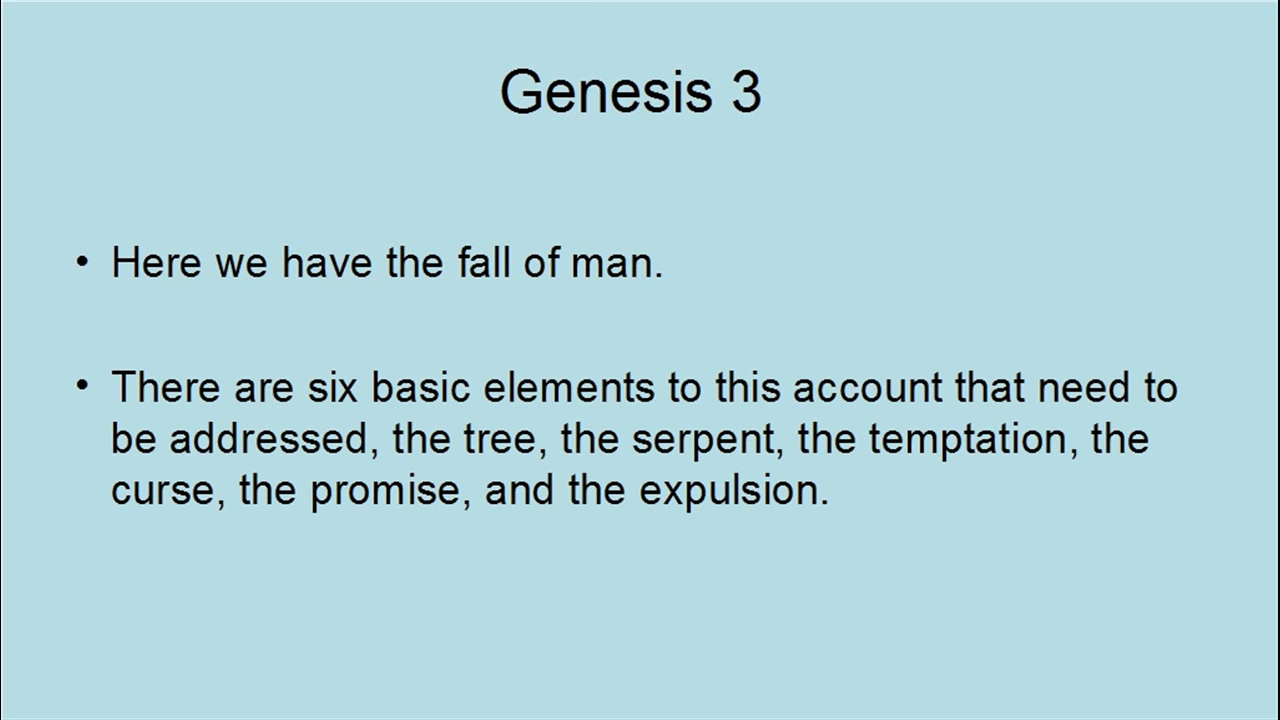 Genesis 3
• Here we have the fall of man.
• There are six basic elements to this account that need to
be addressed, the tree, the serpent, the temptation, the
curse, the promise, and the expulsion.